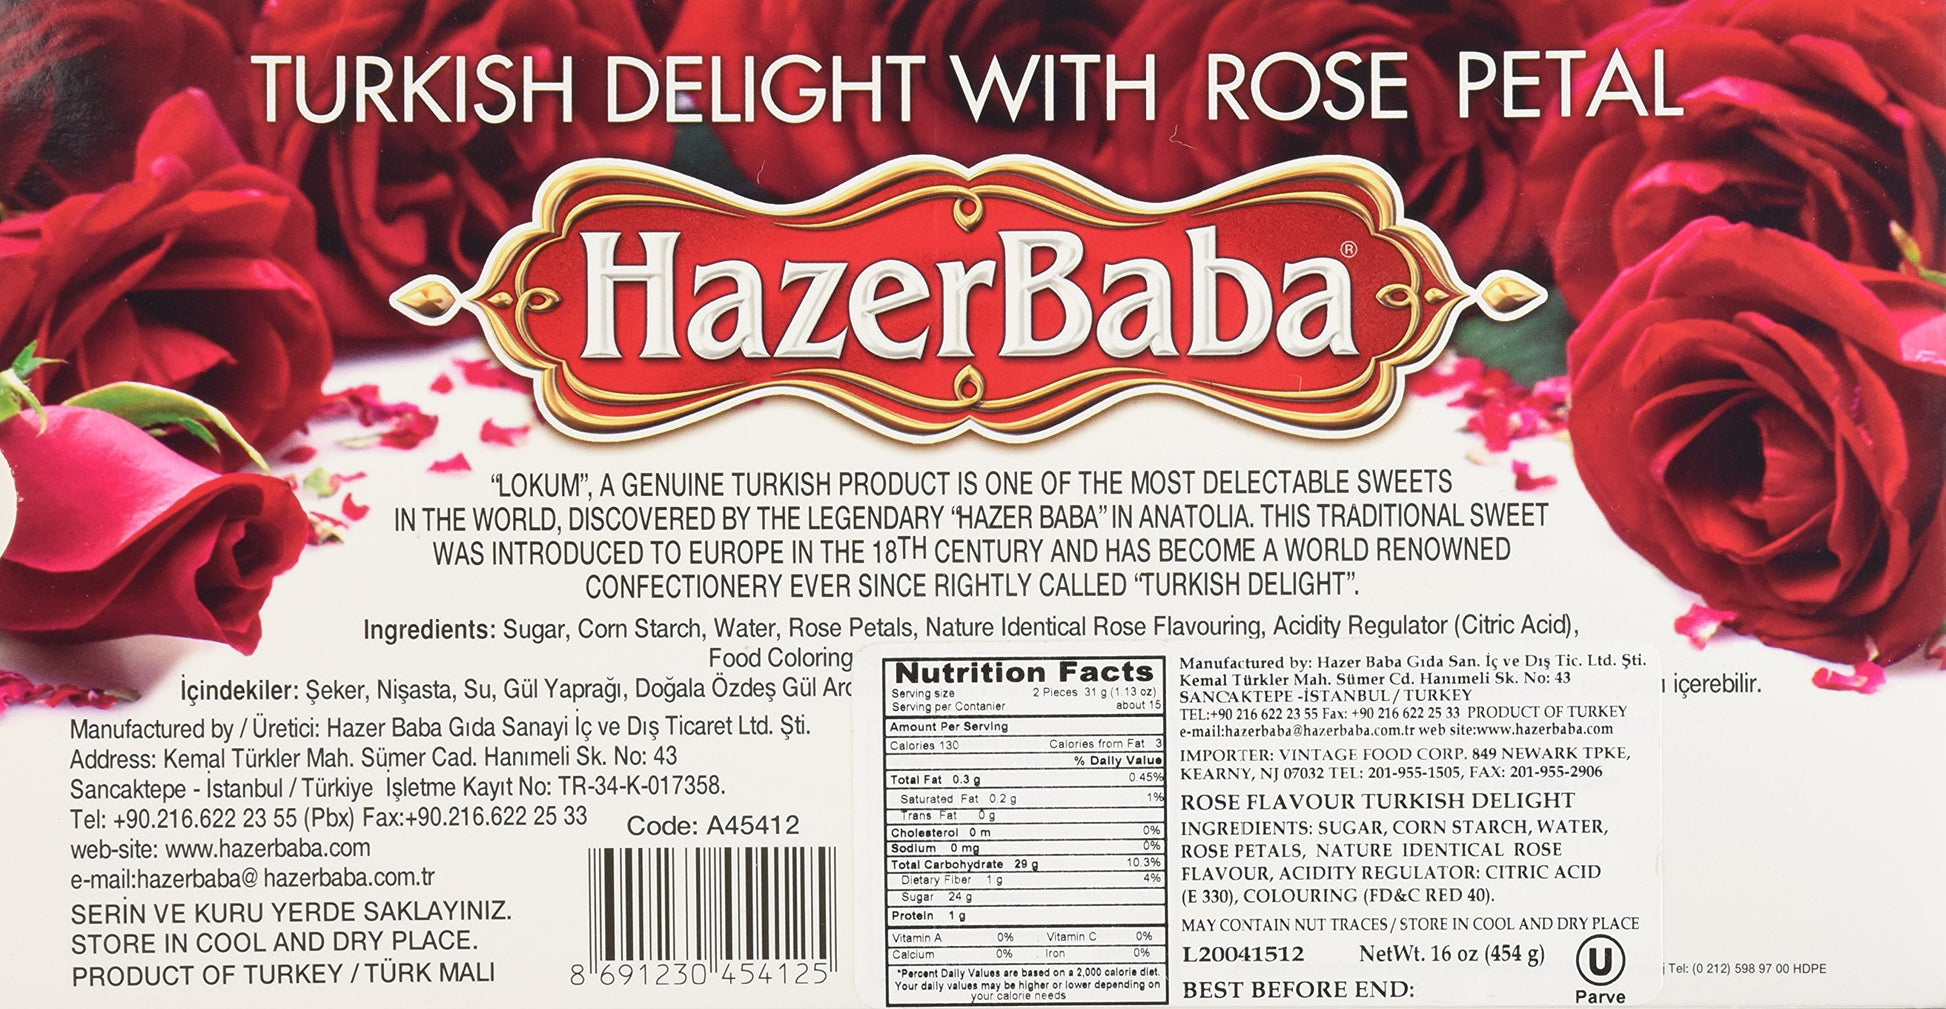 TURKISH DELIGHT WITH ROSE PETAL
HazerBaba®
“LOKUM”, A GENUINE TURKISH PRODUCT IS ONE OF THE MOST DELECTABLE SWEETS
IN THE WORLD, DISCOVERED BY THE LEGENDARY “HAZER BABA” IN ANATOLIA. THIS TRADITIONAL SWEET
WAS INTRODUCED TO EUROPE IN THE 18TH CENTURY AND HAS BECOME A WORLD RENOWNED
CONFECTIONERY EVER SINCE RIGHTLY CALLED “TURKISH DELIGHT”.
Ingredients: Sugar, Corn Starch, Water, Rose Petals, Nature Identical Rose Flavouring, Acidity Regulator (Citric Acid),
Food Coloring
İçindekiler: Şeker, Nişasta, Su, Gül Yaprağı, Doğala Özdeş Gül
içerebilir.
Manufactured by / Üretici: Hazer Baba Gıda Sanayi İç ve Dış Ticaret Ltd. Şti.
Address: Kemal Türkler Mah. Sümer Cad. Hanımeli Sk. No: 43
Sancaktepe - İstanbul / Türkiye İşletme Kayıt No: TR-34-K-017358.
Tel: +90.216.622 23 55 (Pbx) Fax:+90.216.622 25 33
web-site: www.hazerbaba.com
e-mail:hazerbaba@ hazerbaba.com.tr
SERİN VE KURU YERDE SAKLAYINIZ.
STORE IN COOL AND DRY PLACE.
PRODUCT OF TURKEY / TÜRK MALI
Code: A45412
8 691230 454125
Nutrition Facts
Serving size 2 Pieces 31 g (1.13 oz)
Serving per Contanier about 15
Amount Per Serving
Calories 130 Calories from Fat 3
% Daily Value
Total Fat 0.3 g 0.45%
Saturated Fat 0.2 g 1%
Trans Fat 0 g
Cholesterol 0 m 0%
Sodium 0 mg 0%
Total Carbohydrate 29 g 10.3%
Dietary Fiber 1 g 4%
Sugar 24 g
Protein 1 g
Vitamin A 0% . Vitamin C 0%
Calcium 0% . Iron 0%
*Percent Daily Values are based on a 2,000 calorie diet.
Your daily values may be higher or lower depending on
your calorie needs
Manufactured by: Hazer Baba Gıda San. İç ve Dış Tic. Ltd. Şti.
Kemal Türkler Mah. Sümer Cd. Hanımeli Sk. No: 43
SANCAKTEPE -İSTANBUL / TURKEY
TEL:+90 216 622 23 55 Fax: +90 216 622 25 33 PRODUCT OF TURKEY
e-mail:hazerbaba@hazerbaba.com.tr web site:www.hazerbaba.com
IMPORTER: VINTAGE FOOD CORP. 849 NEWARK TPKE,
KEARNY, NJ 07032 TEL: 201-955-1505, FAX: 201-955-2906
ROSE FLAVOUR TURKISH DELIGHT
INGREDIENTS: SUGAR, CORN STARCH, WATER,
ROSE PETALS, NATURE IDENTICAL ROSE
FLAVOUR, ACIDITY REGULATOR: CITRIC ACID
(E 330), COLOURING (FD&C RED 40).
MAY CONTAIN NUT TRACES / STORE IN COOL AND DRY PLACE
L20041512 NetWt. 16 oz (454 g)
BEST BEFORE END:
U
Parve
Tel: (0 212) 598 97 00 HDPE